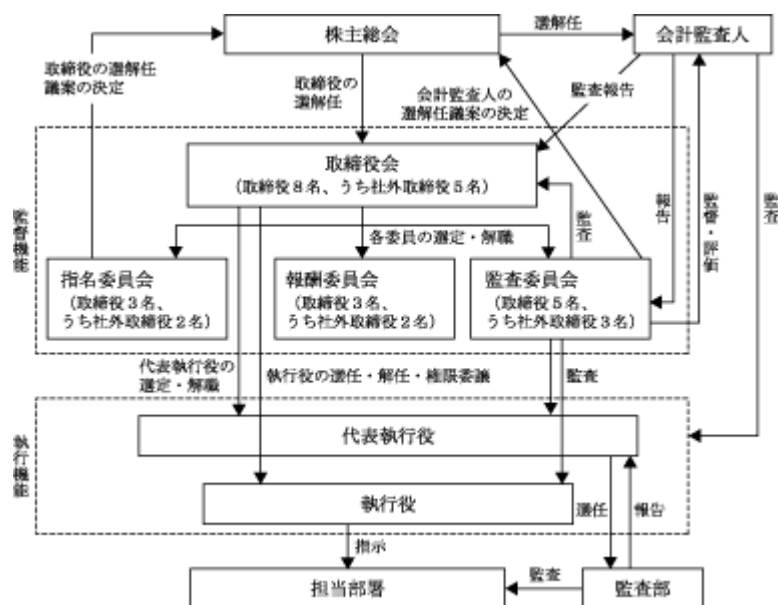 株主総会
選解任
会計監査人
取締役の選解任
議案の決定
取締役の
選解任
会計監査人の
選解任議案の決定
監査報告
取締役会
(取締役8名、うち社外取締役5名)
監督機能
監査
報告
監督・評価
監査
各委員の選定・解職
指名委員会
(取締役3名、
うち社外取締役2名)
報酬委員会
(取締役3名、
うち社外取締役2名)
監査委員会
(取締役5名、
うち社外取締役3名)
代表執行役の
選定・解職
執行役の選任・解任・権限委譲
監査
執行機能
代表執行役
執行役
選任
報告
指示
担当部署
監査
監査部